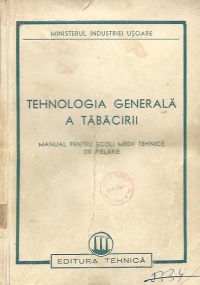 MINISTERUL INDUSTRIEI UȘOARE
TEHNOLOGIA GENERALĂ
A TĂBĂCIRII
MANUAL PENTRU ȘCOLI MEDII TEHNICE
DE PIELĂRIE
EDITURA TEHNICĂ